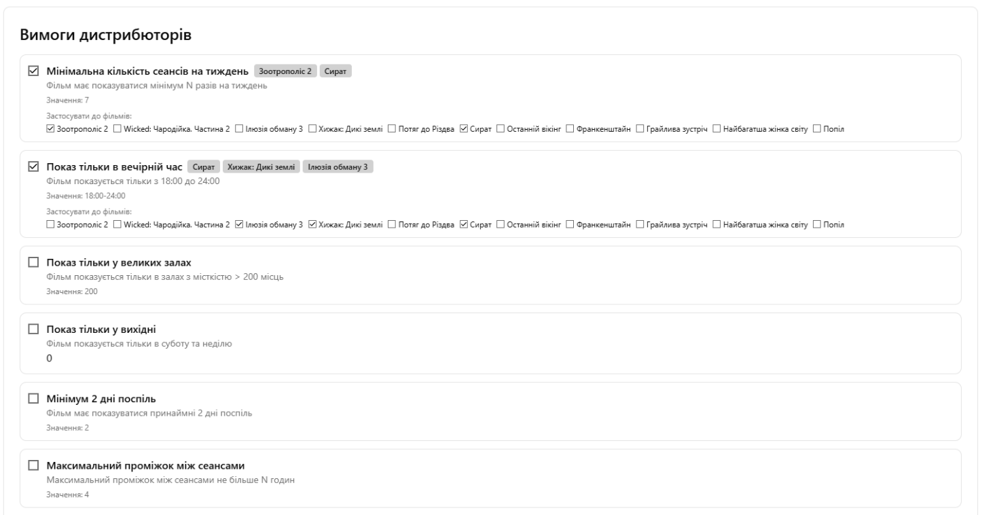 Вимоги дистрибюторів
Мінімальна кількість сеансів на тиждень Зоотрополіс 2 Сират
Фільм має показуватися мінімум N разів на тиждень
Значення: 7
Застосувати до фільмів:
Зоотрополіс 2 Wicked: Чародійка. Частина 2 Ілюзія обману 3 Хижак: Дикі землі Потяг до Різдва Сират Останній вікінг Франкенштайн Грайлива зустріч Найбагатша жінка світу Попіл
Показ тільки в вечірній час Сират Хижак: Дикі землі Ілюзія обману 3
Фільм показується тільки з 18:00 до 24:00
Значення: 18:00-24:00
Застосувати до фільмів:
Зоотрополіс 2 Wicked: Чародійка. Частина 2 Ілюзія обману 3 Хижак: Дикі землі Потяг до Різдва Сират Останній вікінг Франкенштайн Грайлива зустріч Найбагатша жінка світу Попіл
Показ тільки у великих залах
Фільм показується тільки в залах з місткістю > 200 місць
Значення: 200
Показ тільки у вихідні
Фільм показується тільки в суботу та неділю
0
Мінімум 2 дні поспіль
Фільм має показуватися принаймні 2 дні поспіль
Значення: 2
Максимальний проміжок між сеансами
Максимальний проміжок між сеансами не більше N годин
Значення: 4